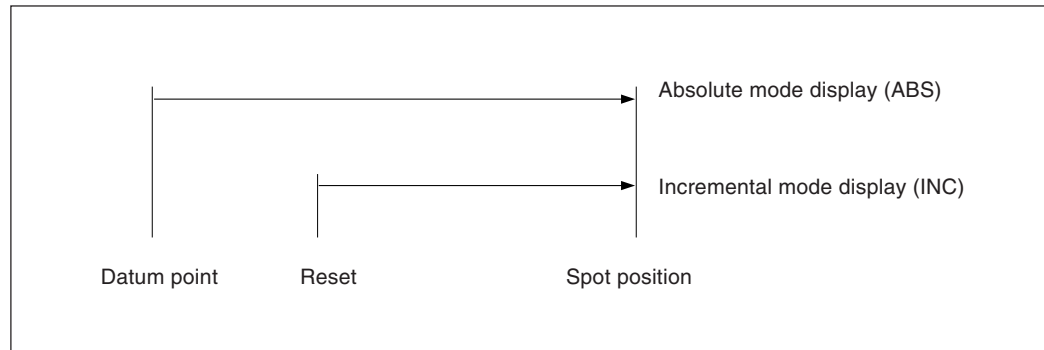 Absolute mode display (ABS)
Incremental mode display (INC)
Datum point
Reset
Spot position